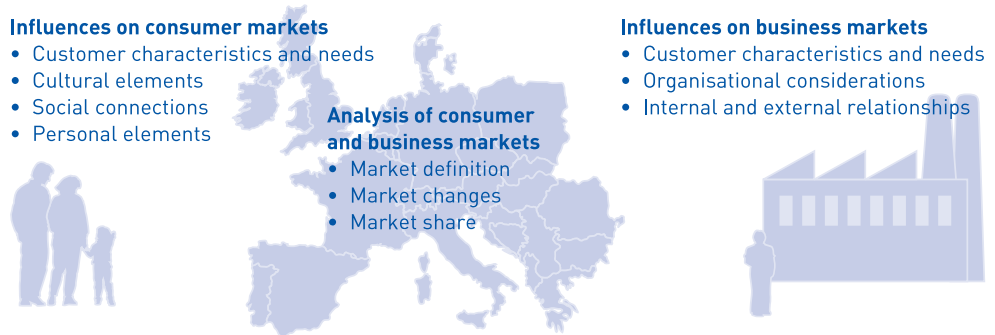 Influences on consumer markets
• Customer characteristics and needs
• Cultural elements
• Social connections
• Personal elements
Analysis of consumer
and business markets
• Market definition
• Market changes
• Market share
Influences on business markets
• Customer characteristics and needs
• Organisational considerations
• Internal and external relationships